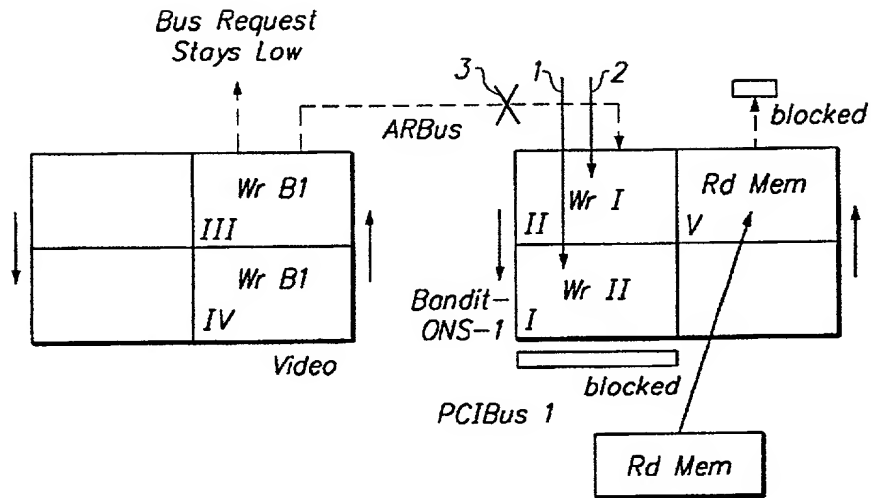 Bus Request
Stays Low
3
1
2
ARBus
blocked
Wr B1
III
Wr B1
IV
Video
Wr I
II
Rd Mem
V
Wr II
I
Bandit-
ONS-1
blocked
PCIBus 1
Rd Mem